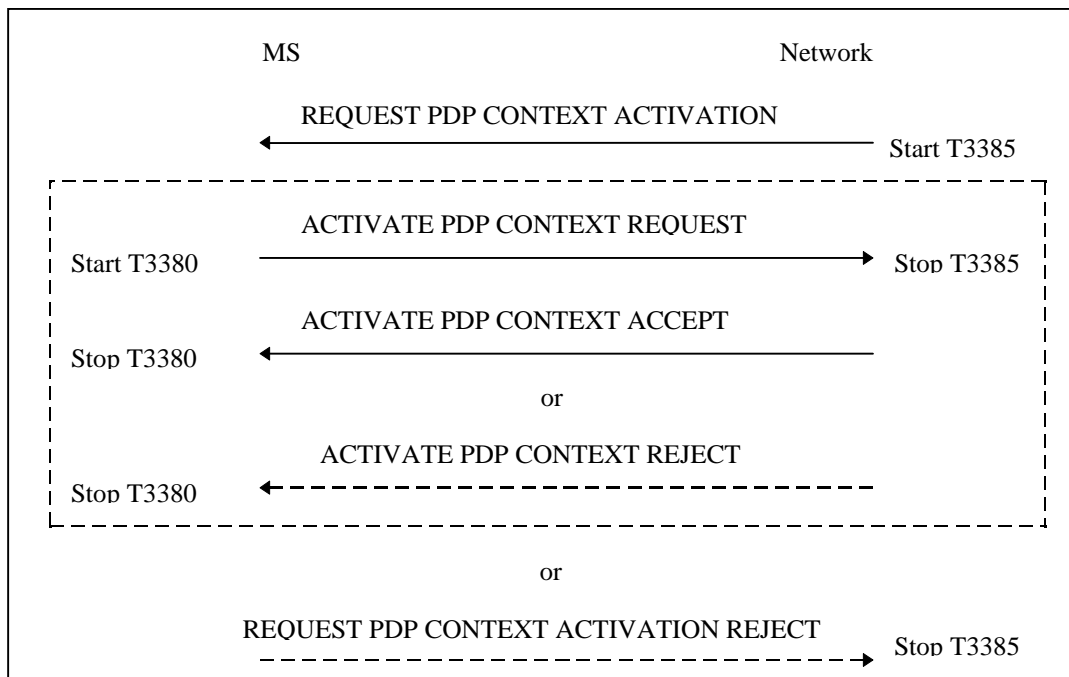 MS Network
REQUEST PDP CONTEXT ACTIVATION
Start T3385
ACTIVATE PDP CONTEXT REQUEST
Start T3380 Stop T3385
ACTIVATE PDP CONTEXT ACCEPT
Stop T3380
or
ACTIVATE PDP CONTEXT REJECT
Stop T3380
or
REQUEST PDP CONTEXT ACTIVATION REJECT
Stop T3385